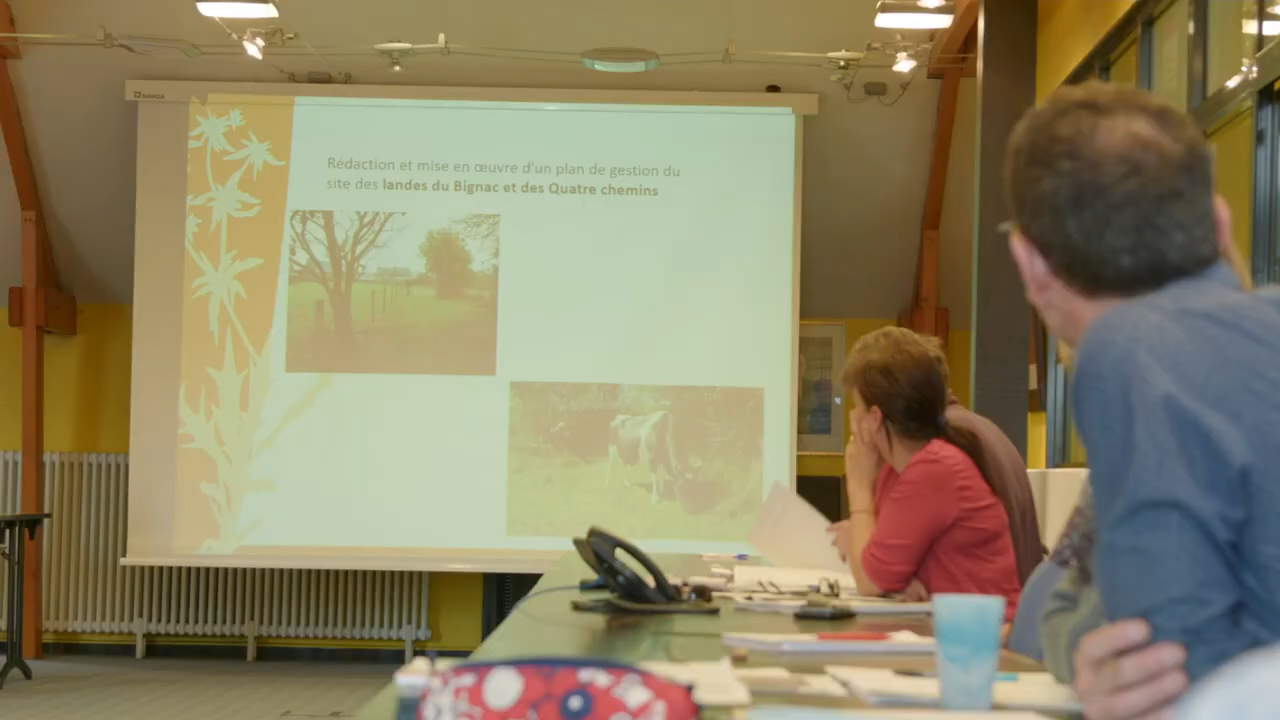 Rédaction et mise en œuvre d'un plan de gestion du
site des landes du Bignac et des Quatre chemins